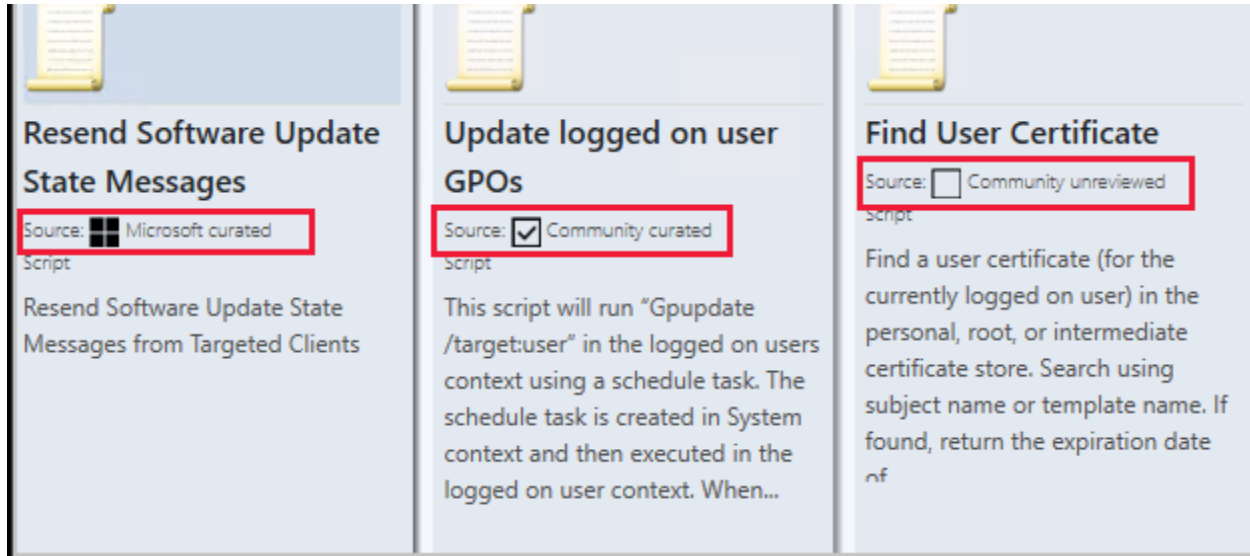 Resend Software Update
State Messages
Source: Microsoft curated
Script
Resend Software Update State
Messages from Targeted Clients
Update logged on user
GPOs
Source: Community curated
Script
This script will run “Gpupdate
/target:user” in the logged on users
context using a schedule task. The
schedule task is created in System
context and then executed in the
logged on user context. When...
Find User Certificate
Source: Community unreviewed
Script
Find a user certificate (for the
currently logged on user) in the
personal, root, or intermediate
certificate store. Search using
subject name or template name. If
found, return the expiration date
of